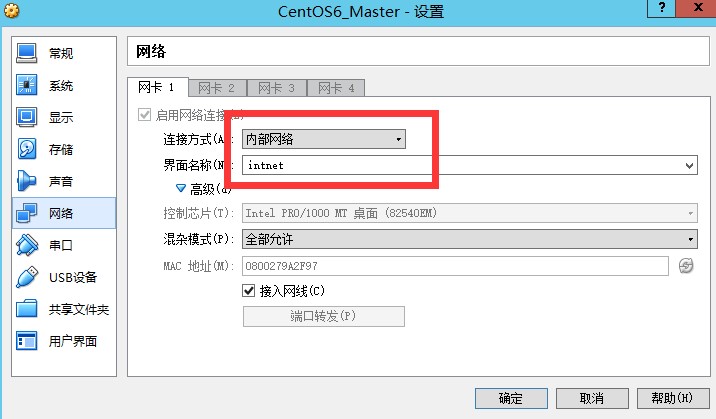 CentOS6_Master - 设置
?
x
常规
系统
显示
存储
声音
网络
串口
USB设备
共享文件夹
用户界面
网络
网卡 1 网卡 2 网卡 3 网卡 4
启用网络连接(E)
连接方式(A): 内部网络
界面名称(N): intnet
高级(d)
控制芯片(T): Intel PRO/1000 MT 桌面 (82540EM)
混杂模式(P): 全部允许
MAC 地址(M): 0800279A2F97
接入网线(C)
端口转发(P)
确定 取消 帮助(H)